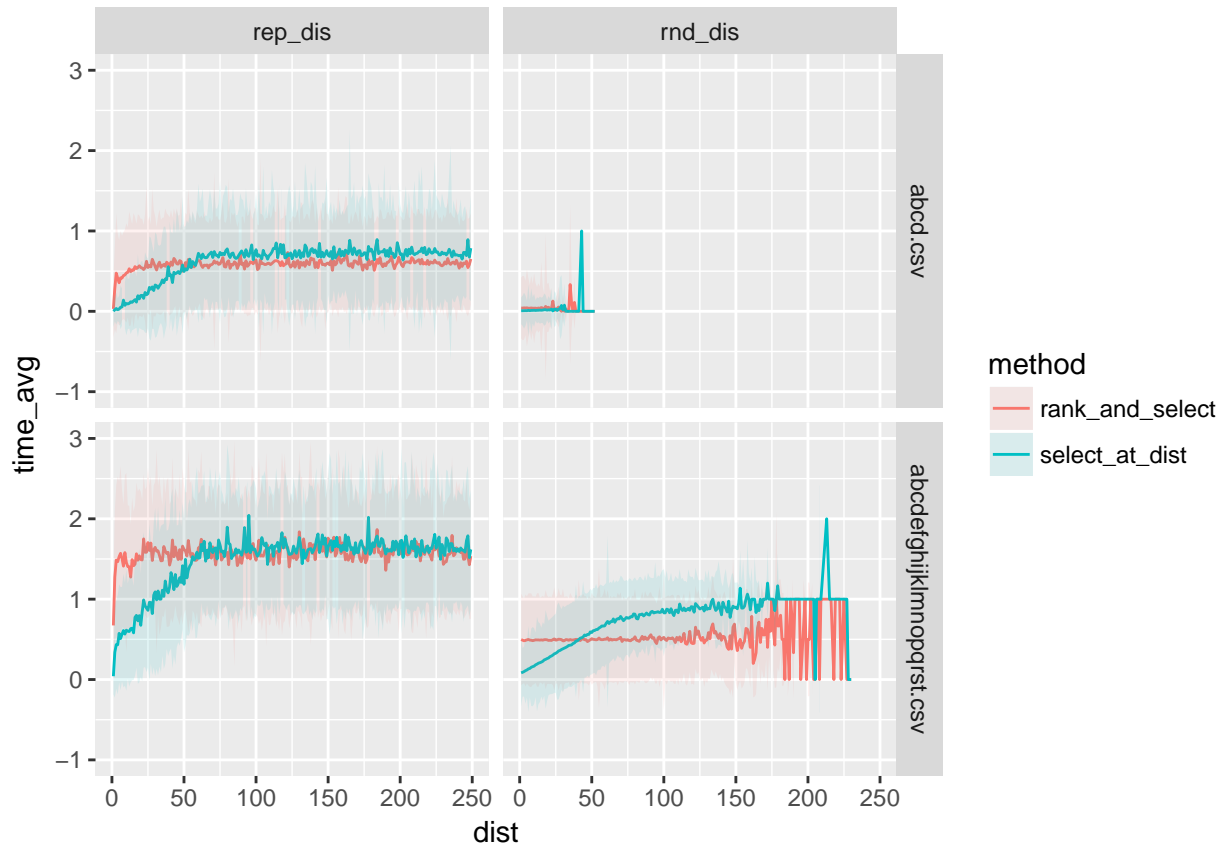 rep_dis
rnd_dis
3
2
1
0
−1
abcd.csv
3
2
1
0
−1
abcdefghijklmnopqrst.csv
time_avg
0 50 100 150 200 250
0 50 100 150 200 250
dist
method
rank_and_select
select_at_dist